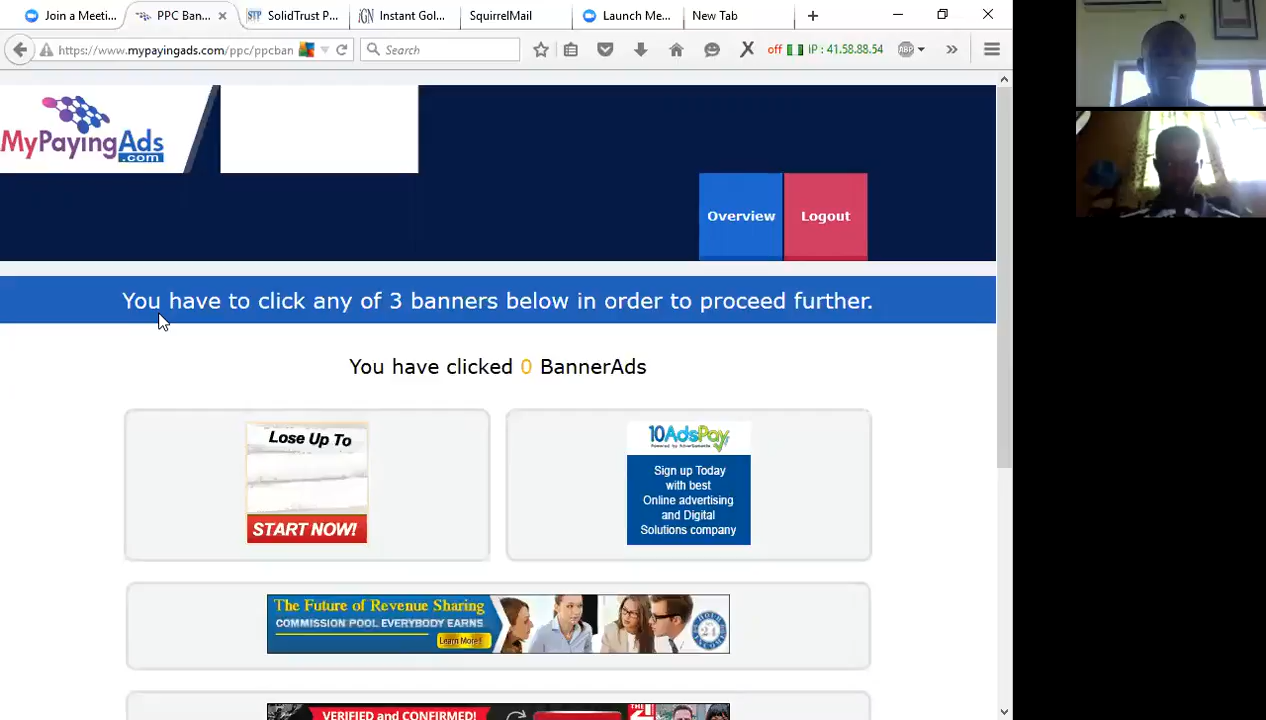 Join a Meeti...
PPC Ban...
SolidTrust P...
Instant Gol...
SquirrelMail
Launch Me...
New Tab
https://www.mypayingads.com/ppc/ppcban
Search
off
IP : 41.58.88.54
ABP
MyPayingAds
.com
Overview
Logout
You have to click any of 3 banners below in order to proceed further.
You have clicked 0 BannerAds
Lose Up To
START NOW!
10AdsPay
Sign up Today
with best
Online advertising
and Digital
Solutions company
The Future of Revenue Sharing
COMMISSION POOL EVERYBODY EARNS
Learn More!
VERIFIED and CONFIRMED!